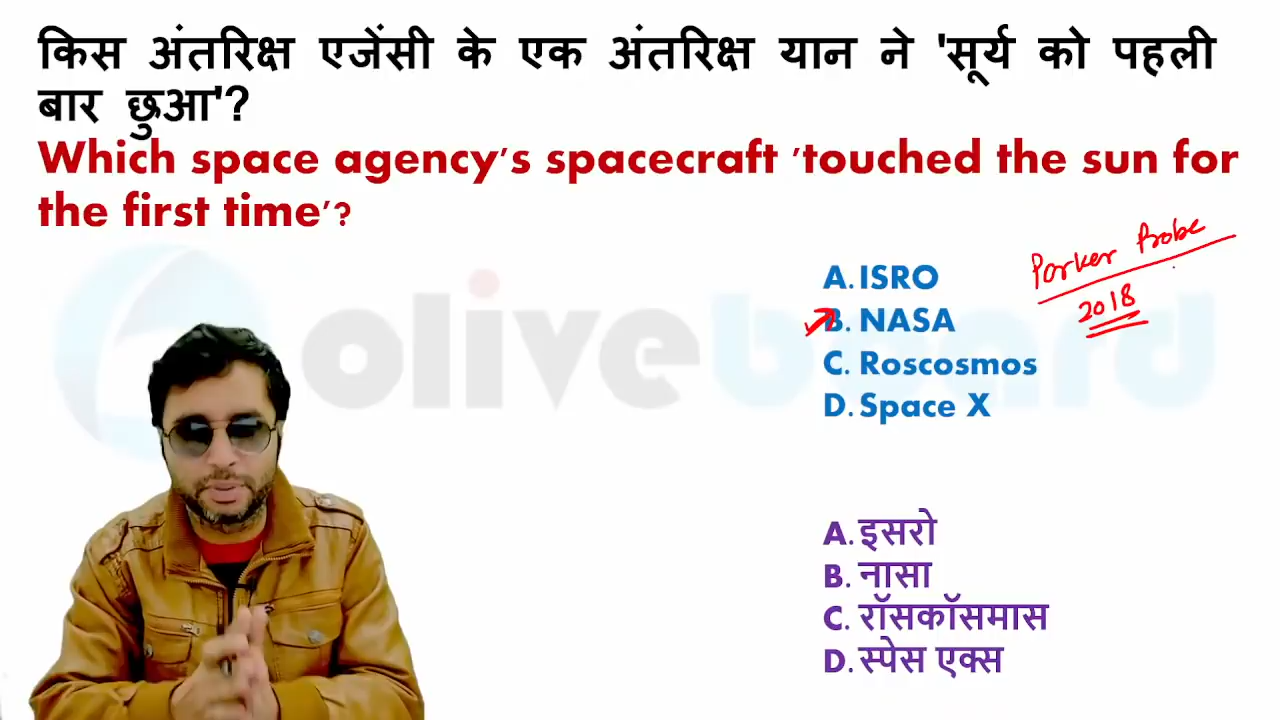 किस अंतरिक्ष एजेंसी के एक अंतरिक्ष यान ने 'सूर्य को पहली
बार छुआ'?
Which space agency's spacecraft 'touched the sun for
the first time'?
Parker Probe
2018
A. ISRO
B. NASA
C. Roscosmos
D. Space X
oliveboard
A. इसरो
B. नासा
C. रॉसकॉसमास
D. स्पेस एक्स